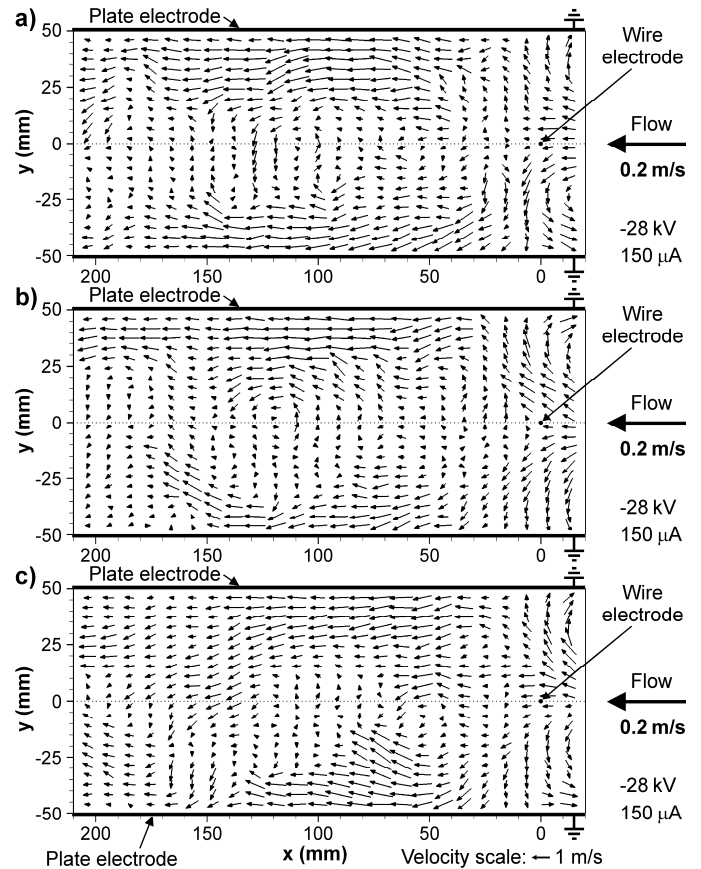 a)
Plate electrode
Wire
electrode
Flow
0.2 m/s
-28 kV
150 μA
y (mm)
50
25
0
-25
-50
200
150
100
50
0
b)
Plate electrode
Wire
electrode
Flow
0.2 m/s
-28 kV
150 μA
y (mm)
50
25
0
-25
-50
200
150
100
50
0
c)
Plate electrode
Wire
electrode
Flow
0.2 m/s
-28 kV
150 μA
y (mm)
50
25
0
-25
-50
200
150
100
50
0
Plate electrode
x (mm)
Velocity scale: 1 m/s